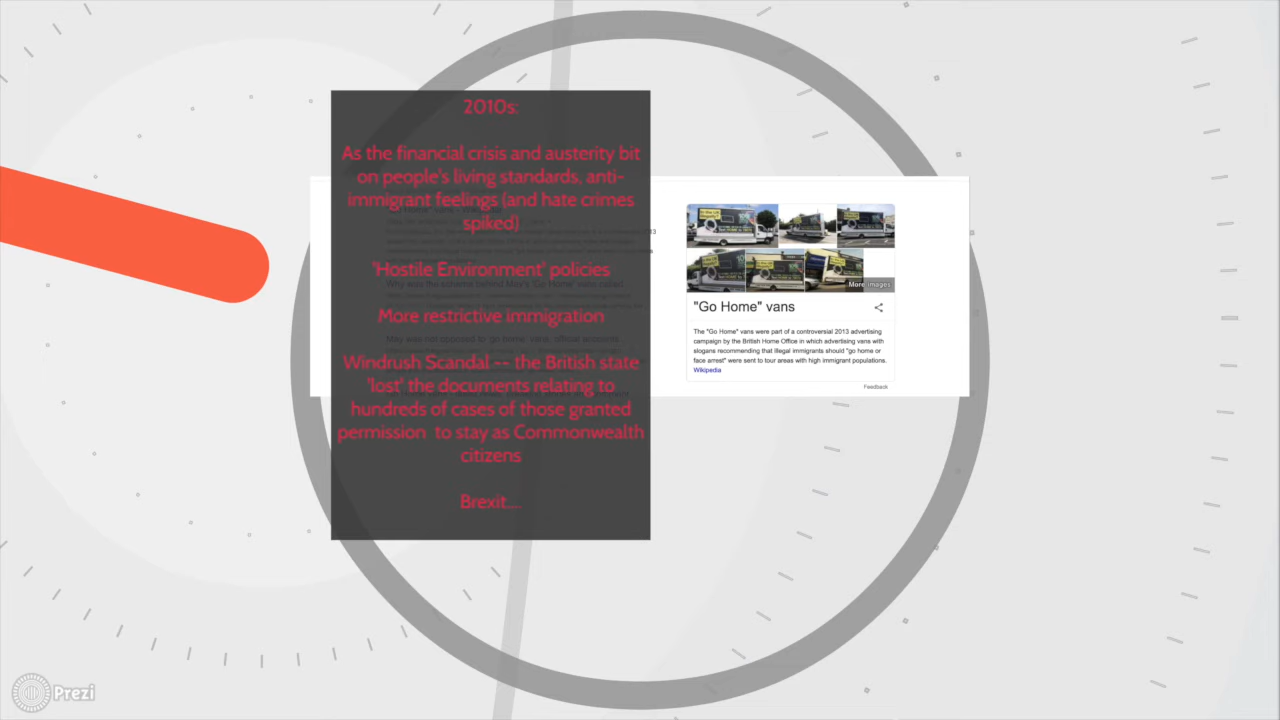 2010s:
As the financial crisis and austerity bit
on people's living standards, anti-
immigrant feelings (and hate crimes
spiked)
'Hostile Environment' policies
More restrictive immigration
Windrush Scandal -- the British state
'lost' the documents relating to
hundreds of cases of those granted
permission to stay as Commonwealth
citizens
Brexit....
More images
"Go Home" vans
The "Go Home" vans were part of a controversial 2013 advertising
campaign by the British Home Office in which advertising vans with
slogans recommending that illegal immigrants should "go home or
face arrest" were sent to tour areas with high immigrant populations.
Wikipedia
Feedback
Prezi